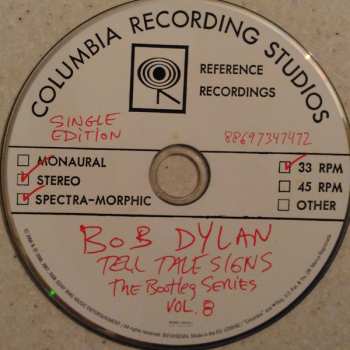 COLUMBIA RECORDING STUDIOS
REFERENCE
RECORDINGS
SINGLE
EDITION
88697347472
MONAURAL
STEREO
SPECTRA-MORPHIC
33 RPM
45 RPM
OTHER
BOB DYLAN
TELL TALE SIGNS
The Bootleg Series
VOL. 8